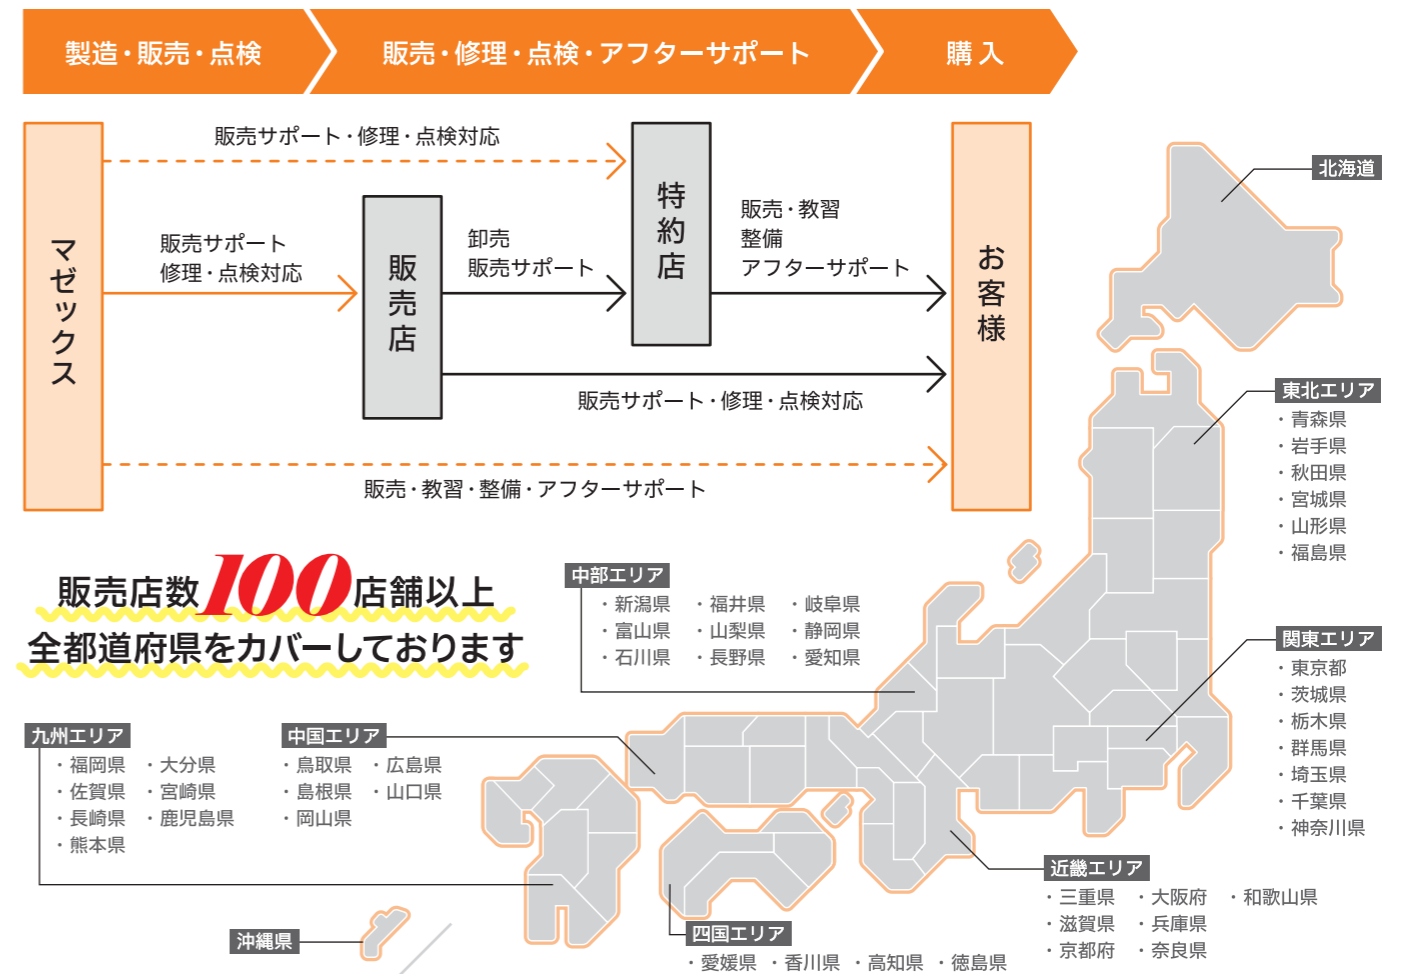 製造・販売・点検
販売・修理・点検・アフターサポート
購入
マゼックス
販売サポート・修理・点検対応
販売サポート
修理・点検対応
販売店
卸売
販売サポート
特約店
販売・教習
整備
アフターサポート
お客様
販売サポート・修理・点検対応
販売・教習・整備・アフターサポート
販売店数100店舗以上
全都道府県をカバーしております
北海道
東北エリア
・青森県
・岩手県
・秋田県
・宮城県
・山形県
・福島県
中部エリア
・新潟県 ・福井県 ・岐阜県
・富山県 ・山梨県 ・静岡県
・石川県 ・長野県 ・愛知県
関東エリア
・東京都
・茨城県
・栃木県
・群馬県
・埼玉県
・千葉県
・神奈川県
九州エリア
・福岡県 ・大分県
・佐賀県 ・宮崎県
・長崎県 ・鹿児島県
・熊本県
中国エリア
・鳥取県 ・広島県
・島根県 ・山口県
・岡山県
近畿エリア
・三重県 ・大阪府 ・和歌山県
・滋賀県 ・兵庫県
・京都府 ・奈良県
四国エリア
・愛媛県 ・香川県 ・高知県 ・徳島県
沖縄県